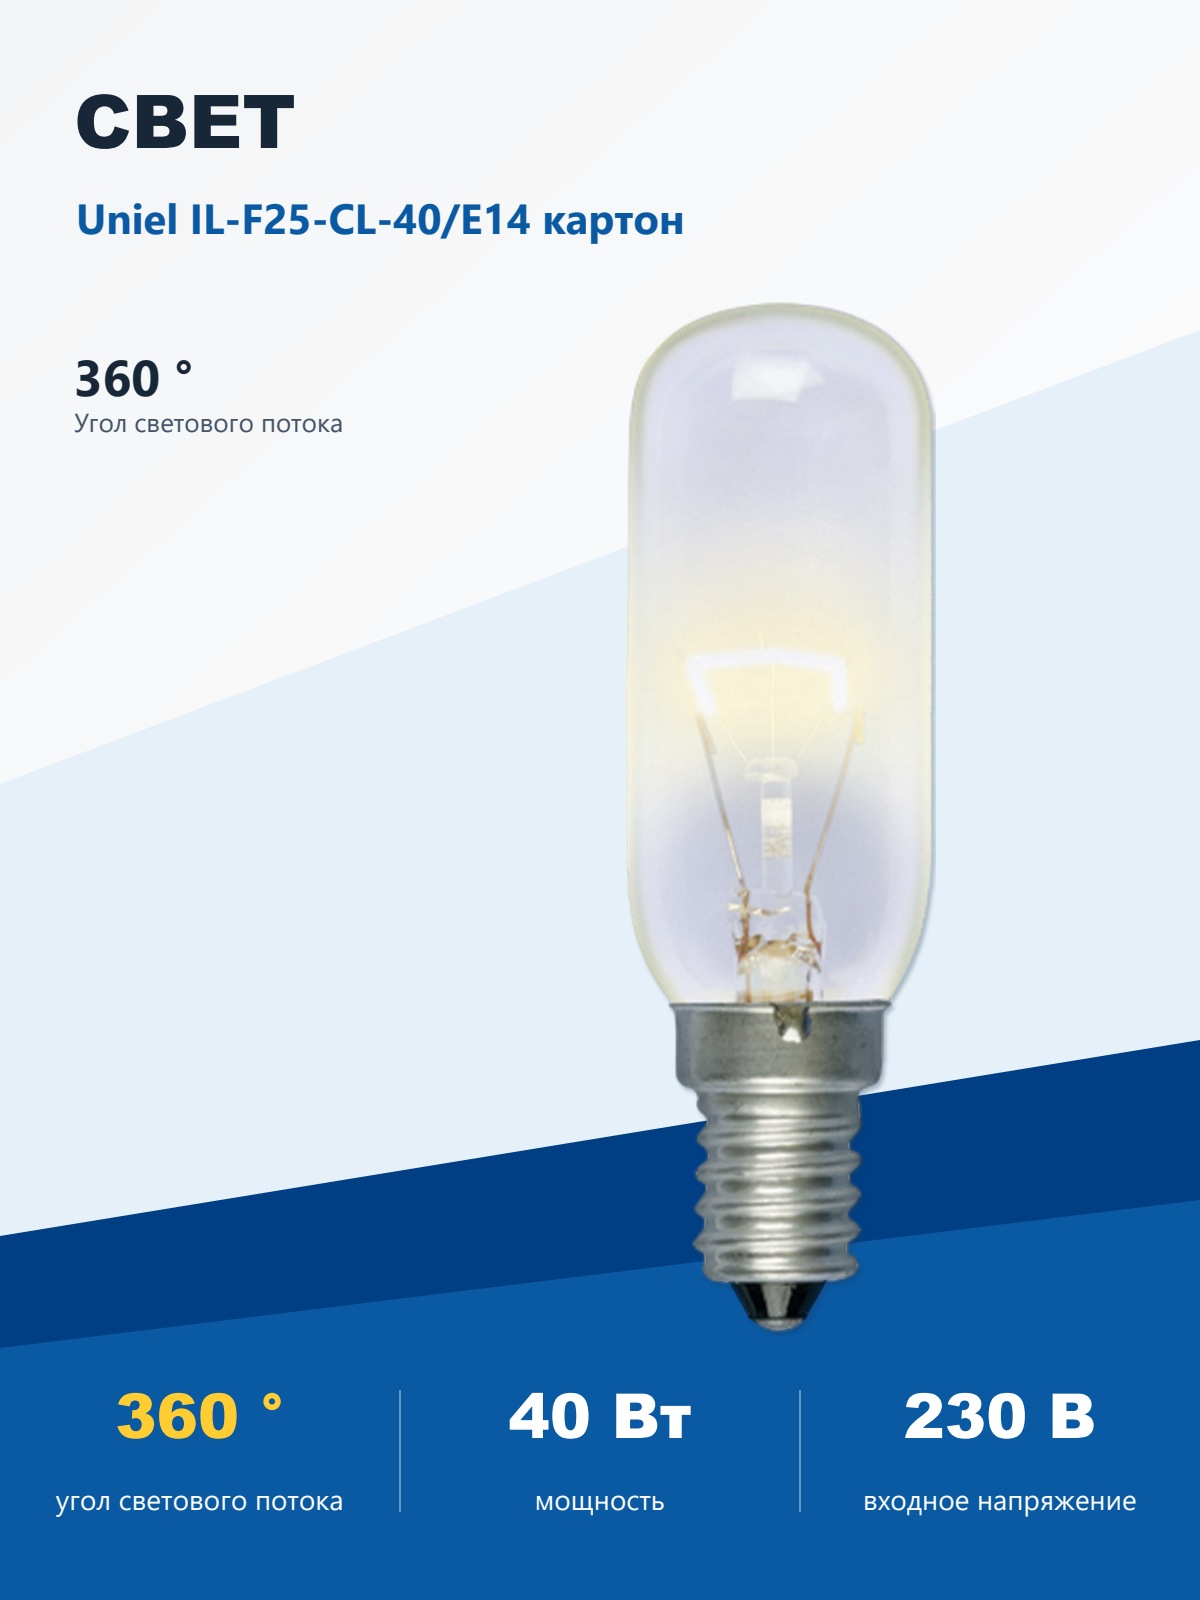 СВЕТ
Uniel IL-F25-CL-40/E14 картон
360 °
Угол светового потока
360 °
угол светового потока
40 Вт
мощность
230 В
входное напряжение